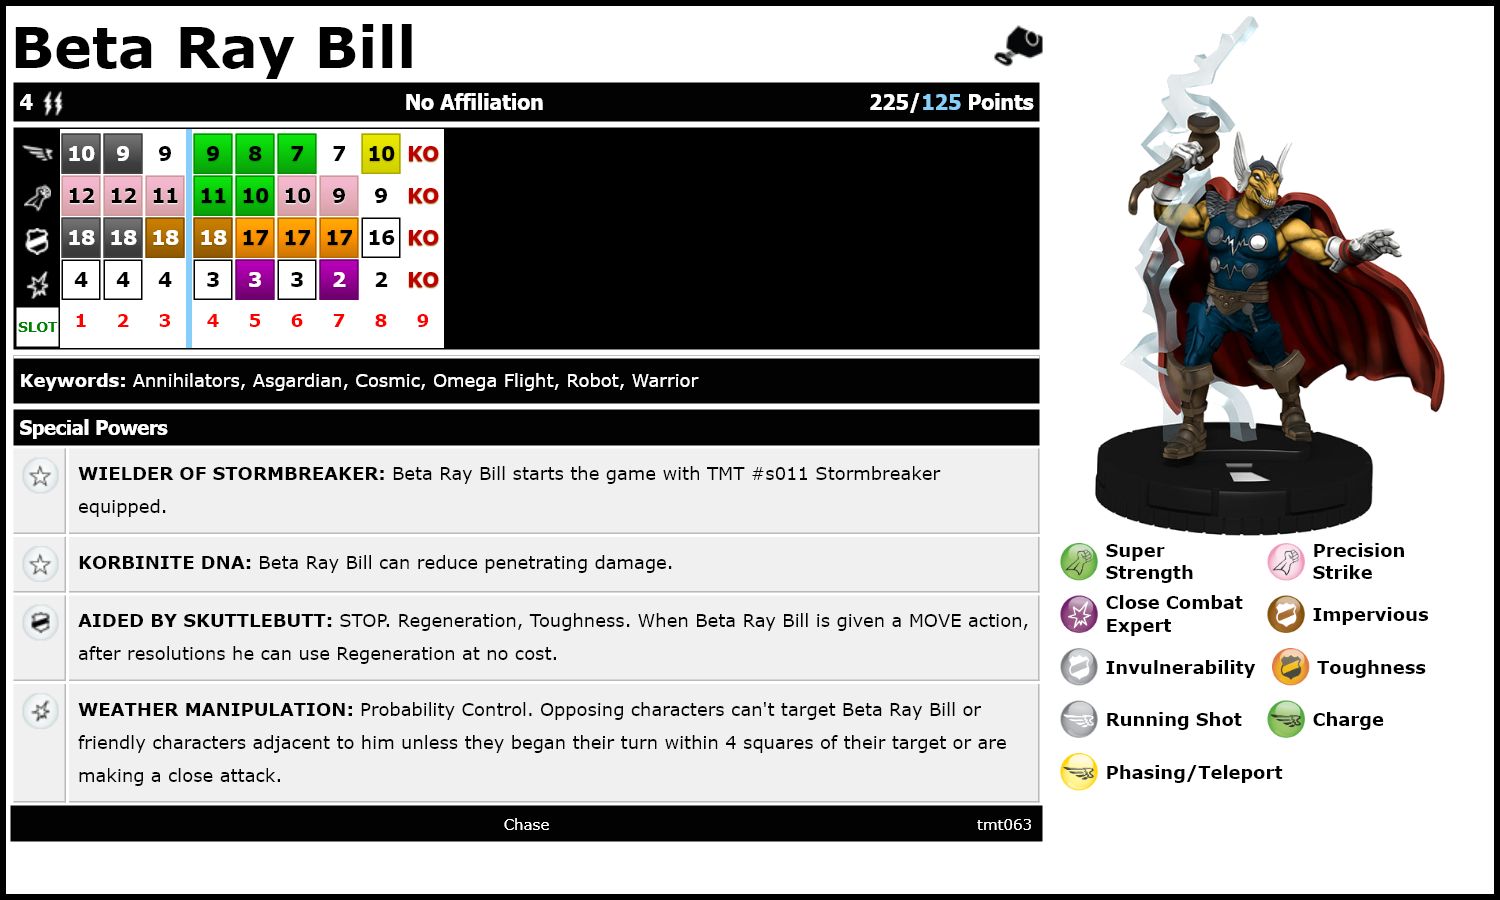 Beta Ray Bill
4 No Affiliation 225/125 Points
10 9 9 9 8 7 7 10 KO
12 12 11 11 10 10 9 9 KO
18 18 18 18 17 17 17 16 KO
4 4 4 3 3 3 2 2 KO
SLOT 1 2 3 4 5 6 7 8 9
Keywords: Annihilators, Asgardian, Cosmic, Omega Flight, Robot, Warrior
Special Powers
WIELDER OF STORMBREAKER: Beta Ray Bill starts the game with TMT #s011 Stormbreaker
equipped.
KORBINITE DNA: Beta Ray Bill can reduce penetrating damage.
AIDED BY SKUTTLEBUTT: STOP. Regeneration, Toughness. When Beta Ray Bill is given a MOVE action,
after resolutions he can use Regeneration at no cost.
WEATHER MANIPULATION: Probability Control. Opposing characters can't target Beta Ray Bill or
friendly characters adjacent to him unless they began their turn within 4 squares of their target or are
making a close attack.
Chase tmt063
Super
Strength
Precision
Strike
Close Combat
Expert
Impervious
Invulnerability
Toughness
Running Shot
Charge
Phasing/Teleport